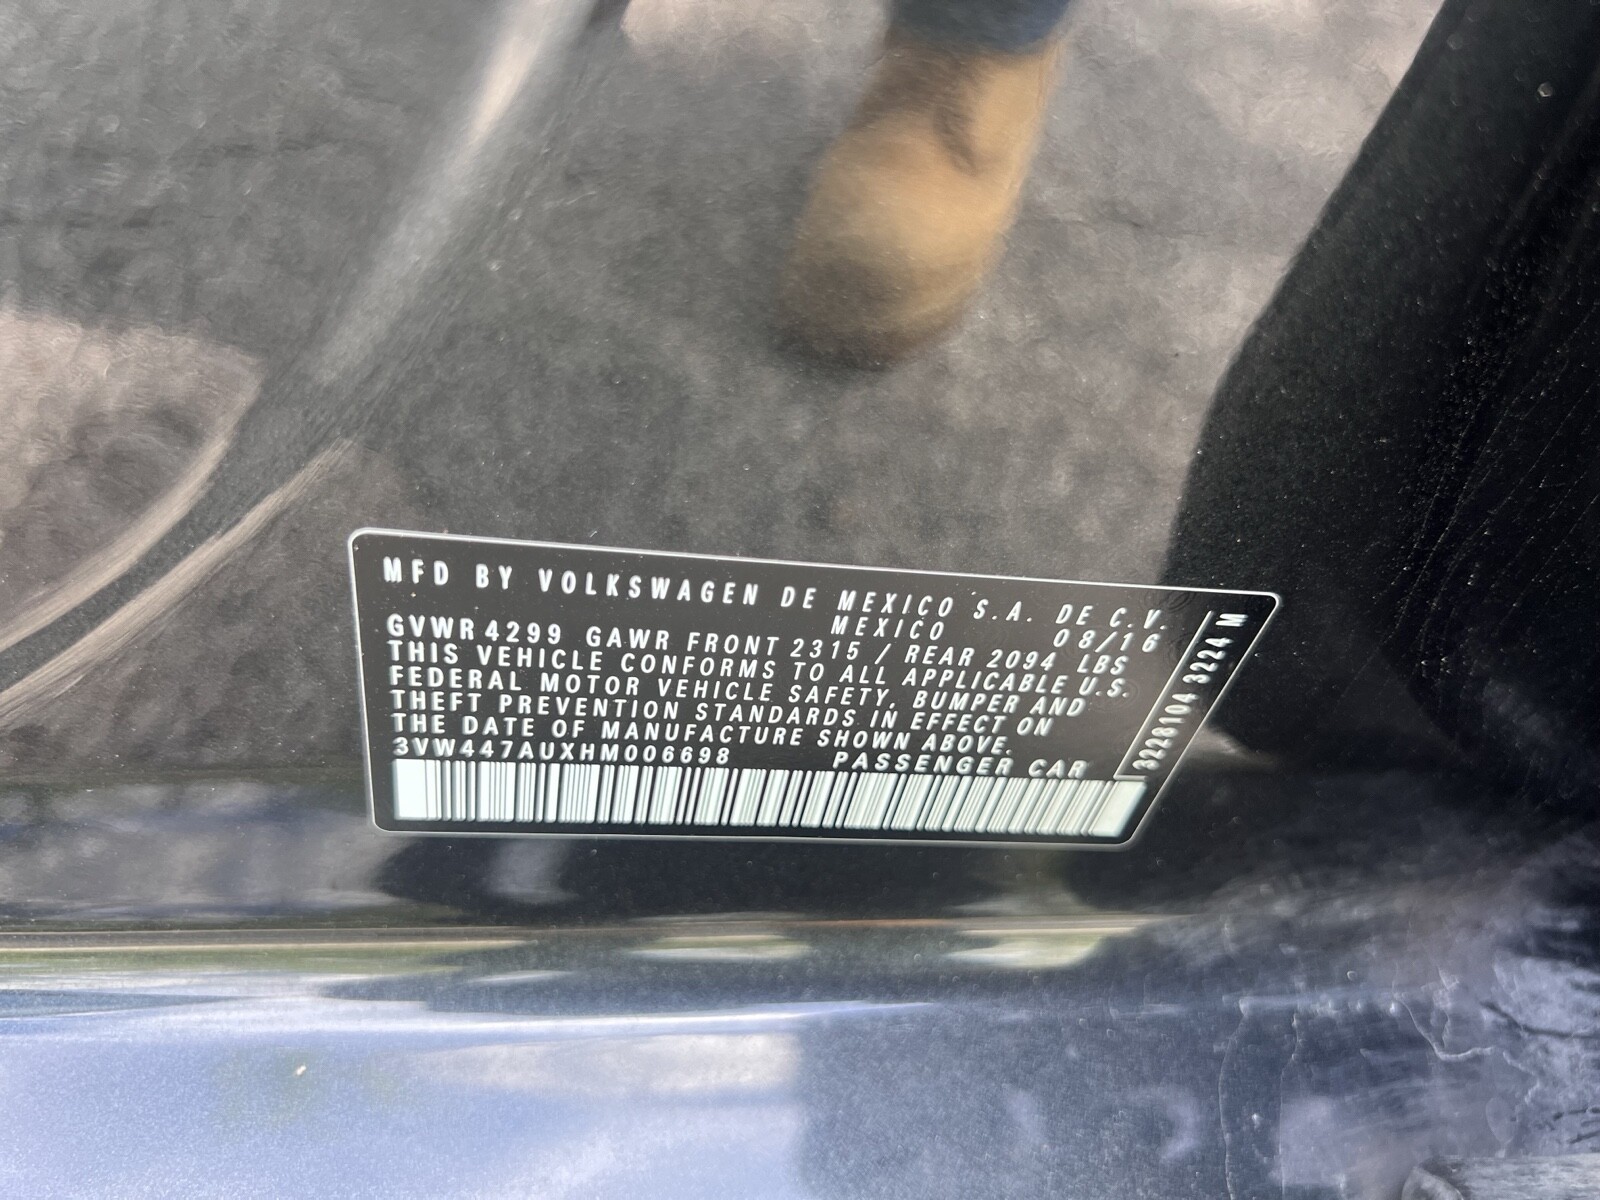 MFD BY VOLKSWAGEN DE MEXICO S.A. DE C.V.
MEXICO 08/16
GVWR 4299 GAWR FRONT 2315 / REAR 2094 LBS
THIS VEHICLE CONFORMS TO ALL APPLICABLE U.S.
FEDERAL MOTOR VEHICLE SAFETY, BUMPER AND
THEFT PREVENTION STANDARDS IN EFFECT ON
THE DATE OF MANUFACTURE SHOWN ABOVE.
3VW447AUXHM006698 PASSENGER CAR
3228104 3224 M